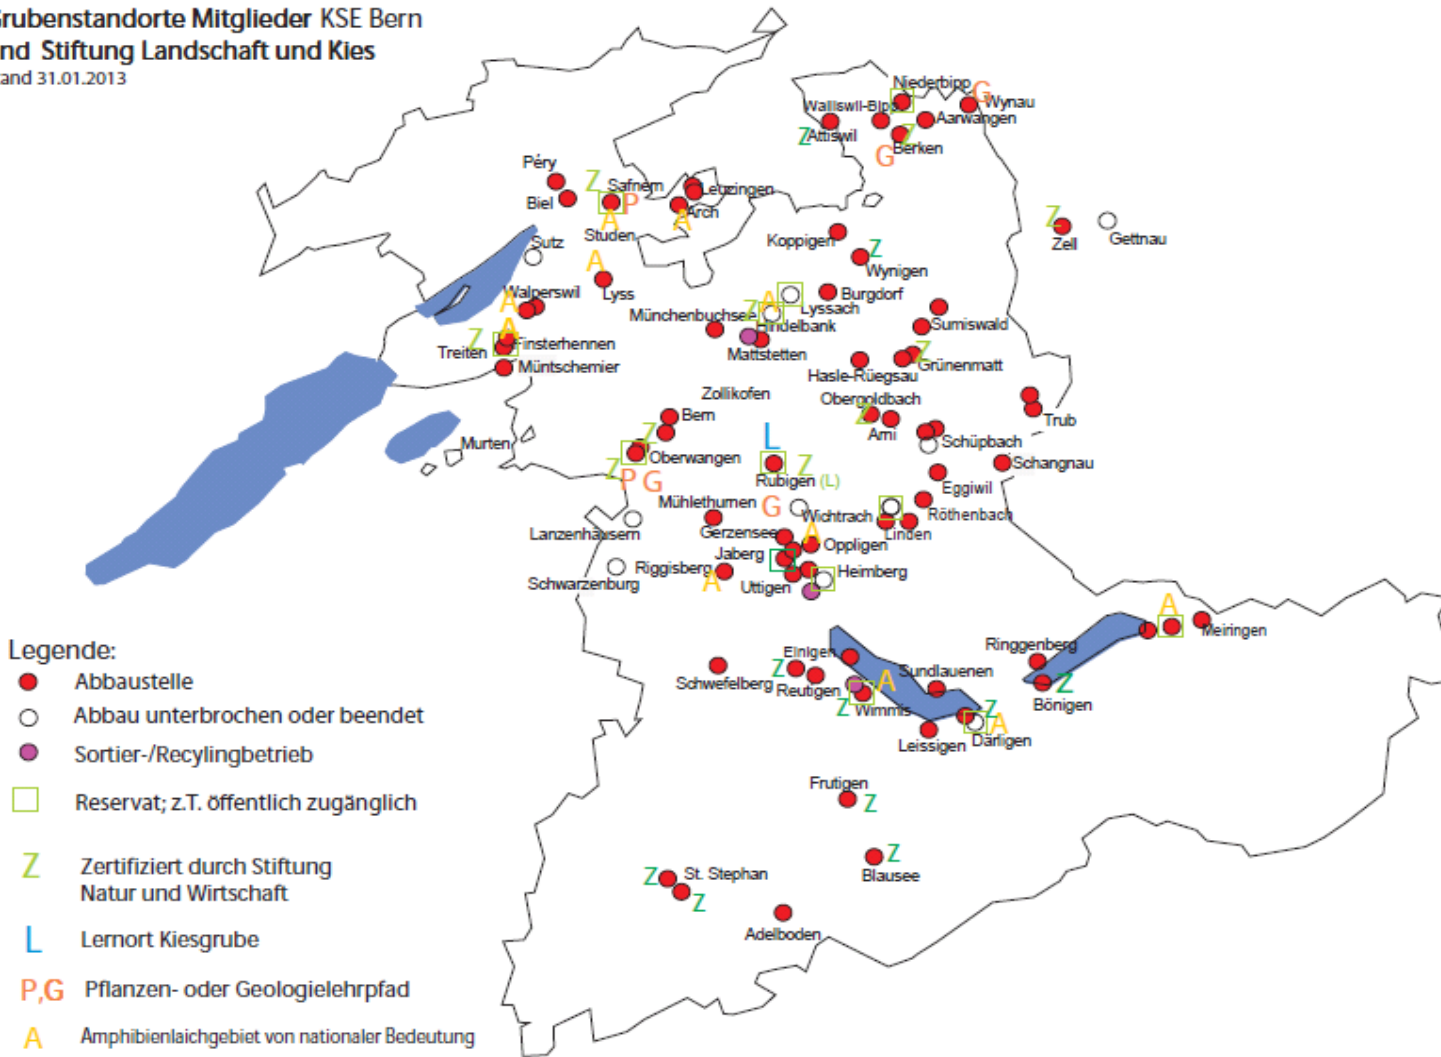 rubenstandorte Mitglieder KSE Bern
nd Stiftung Landschaft und Kies
tand 31.01.2013
Niederbipp
G
Wynau
Walliswil-Bipp
Aarwangen
Z
Attiswil
Z
Berken
G
Péry
Z
Safnern
P
Leuzingen
Biel
A
Arch
A
Studen
Z
Zell
Gettnau
Koppigen
Z
Wynigen
Sutz
A
Lyss
Walperswil
A
A
Burgdorf
Lyssach
Z
Münchenbuchsee
Hindelbank
Sumiswald
Mattstetten
A
Z
Treiten
Finsterhennen
Müntschemier
Z
Grünenmatt
Hasle-Rüegsau
Zollikofen
Obergoldbach
Z
Arni
Trub
Bern
Z
L
Schüpbach
Murten
Oberwangen
Z
P G
Z
Rubigen (L)
Schangnau
Eggiwil
Mühlethurnen
G
Wichtrach
Röthenbach
Lanzenhäusern
Gerzensee
A
Oppligen
Linden
Jaberg
Schwarzenburg
Riggisberg
A
Uttigen
Heimberg
A
Meiringen
Ringgenberg
Einigen
Schwefelberg
Z
Reutigen
A
Sundlauenen
Z
Wimmis
Z
Bönigen
Z
A
Leissigen
Därligen
Frutigen
Z
Z
Blausee
Z
St. Stephan
Z
Adelboden
Legende:
Abbaustelle
Abbau unterbrochen oder beendet
Sortier-/Recylingbetrieb
Reservat; z.T. öffentlich zugänglich
Z
Zertifiziert durch Stiftung
Natur und Wirtschaft
L
Lernort Kiesgrube
P,G
Pflanzen- oder Geologielehrpfad
A
Amphibienlaichgebiet von nationaler Bedeutung